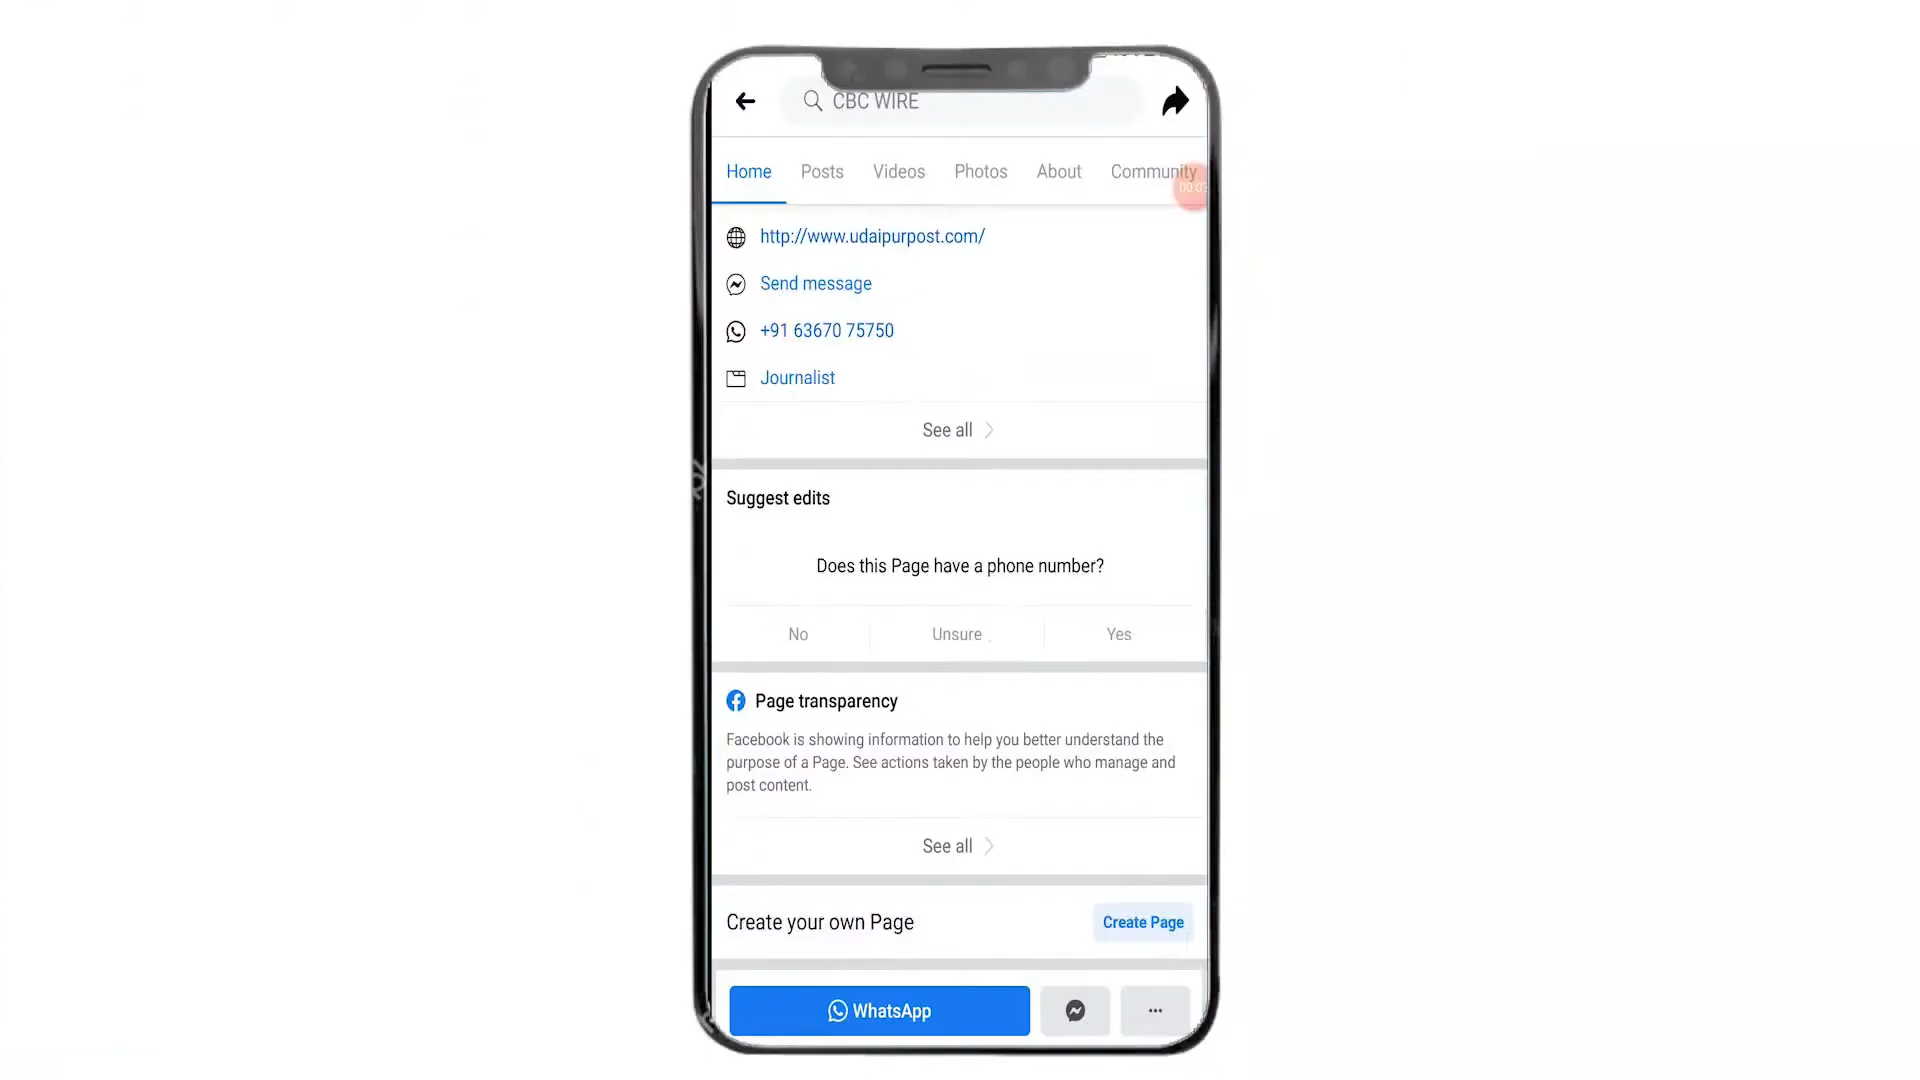 CBC WIRE
Home Posts Videos Photos About Community
http://www.udaipurpost.com/
Send message
+91 63670 75750
Journalist
See all
Suggest edits
Does this Page have a phone number?
No Unsure Yes
Page transparency
Facebook is showing information to help you better understand the
purpose of a Page. See actions taken by the people who manage and
post content.
See all
Create your own Page Create Page
WhatsApp